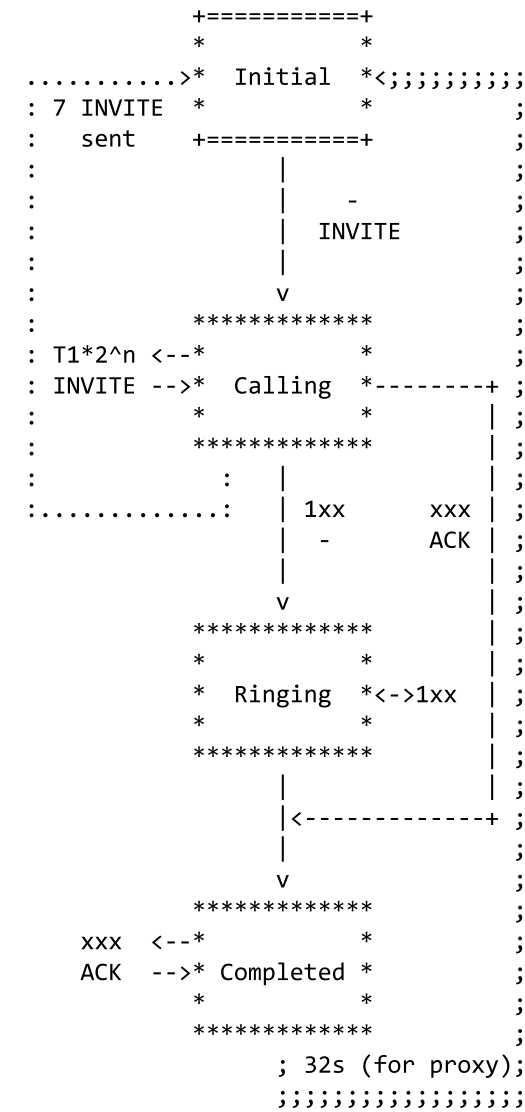 +===========+
*           *
...........>*  Initial  *<;;;;;;;;;;;
: 7 INVITE  *           *           ;
:   sent    +===========+           ;
:                 |                 ;
:                 |    -            ;
:                 |  INVITE         ;
:                 |                 ;
:                 v                 ;
:           *************           ;
: T1*2^n <--*           *           ;
: INVITE -->*  Calling  *--------+  ;
:           *           *        |  ;
:           *************        |  ;
:             :   |              |  ;
:.............:   | 1xx      xxx |  ;
                  |  -       ACK |  ;
                  |              |  ;
                  v              |  ;
            *************        |  ;
            *           *        |  ;
            *  Ringing  *<->1xx  |  ;
            *           *        |  ;
            *************        |  ;
                  |              |  ;
                  |<-------------+  ;
                  |                 ;
                  v                 ;
            *************           ;
    xxx  <--*           *           ;
    ACK  -->* Completed *           ;
            *           *           ;
            *************           ;
                  ; 32s (for proxy);
                  ;;;;;;;;;;;;;;;;;;